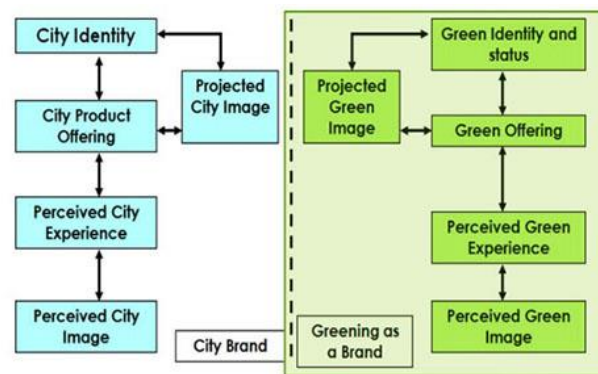 City Identity
Projected
City Image
City Product
Offering
Perceived City
Experience
Perceived City
Image
City Brand
Green Identity and
status
Projected
Green
Image
Green Offering
Perceived Green
Experience
Perceived Green
Image
Greening as
a Brand